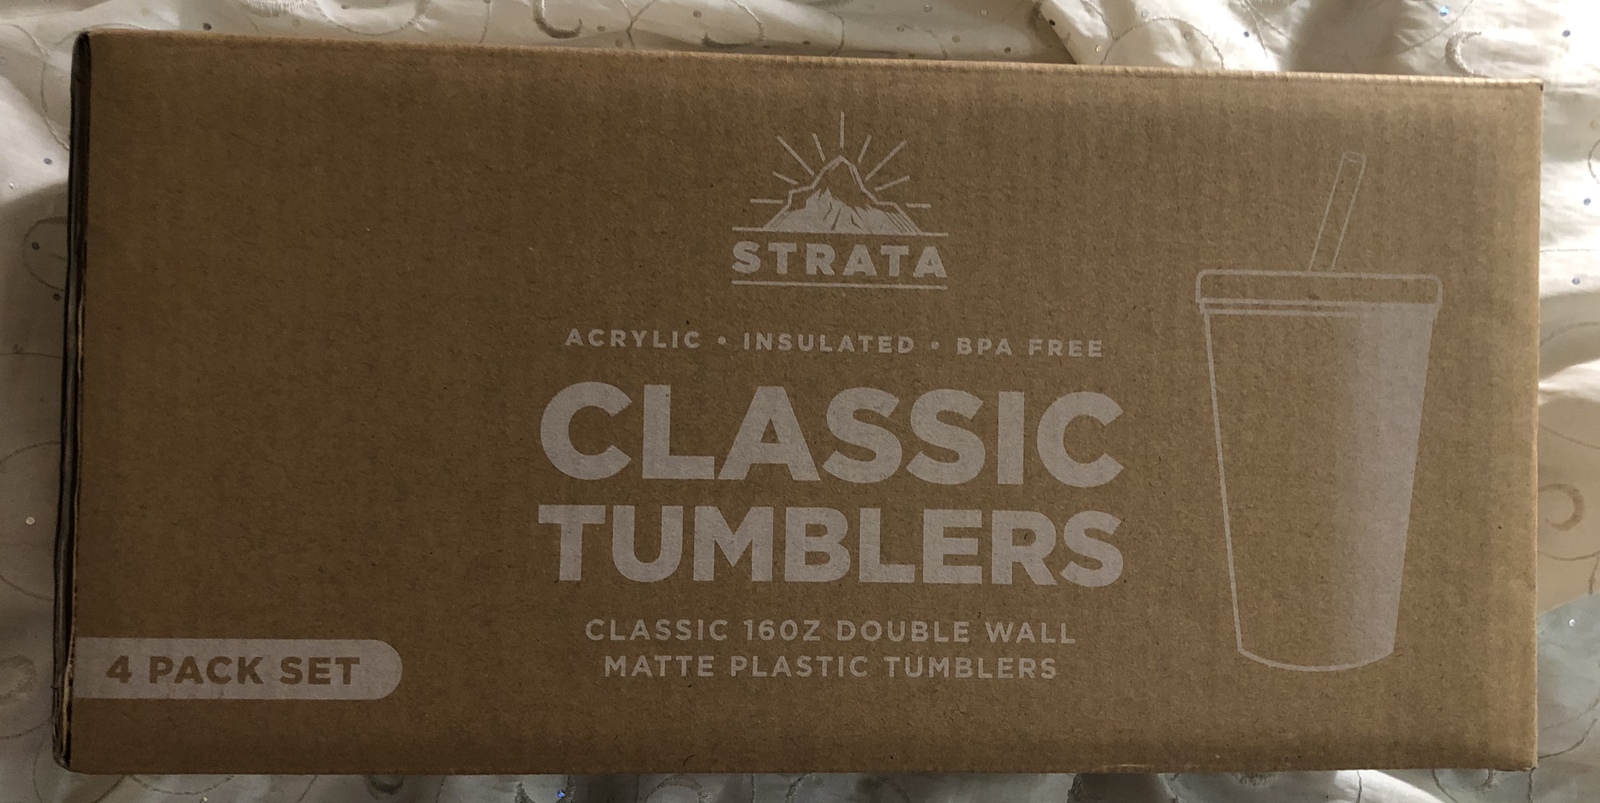 STRATA
ACRYLIC • INSULATED • BPA FREE
CLASSIC
TUMBLERS
CLASSIC 16OZ DOUBLE WALL
MATTE PLASTIC TUMBLERS
4 PACK SET